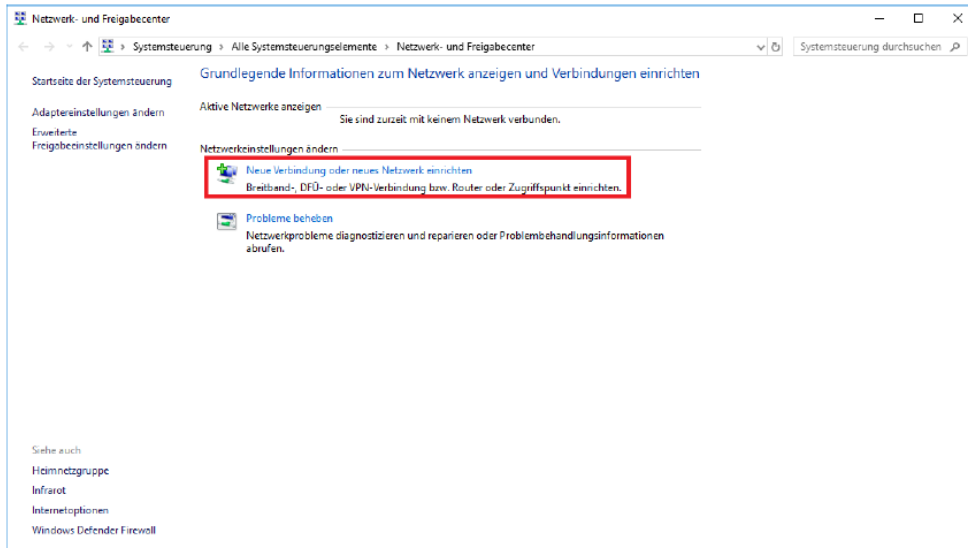 Netzwerk- und Freigabecenter
Systemsteuerung › Alle Systemsteuerungselemente › Netzwerk- und Freigabecenter
Systemsteuerung durchsuchen
Startseite der Systemsteuerung
Adaptereinstellungen ändern
Erweiterte
Freigabeeinstellungen ändern
Grundlegende Informationen zum Netzwerk anzeigen und Verbindungen einrichten
Aktive Netzwerke anzeigen
Sie sind zurzeit mit keinem Netzwerk verbunden.
Netzwerkeinstellungen ändern
Neue Verbindung oder neues Netzwerk einrichten
Breitband-, DFÜ- oder VPN-Verbindung bzw. Router oder Zugriffspunkt einrichten.
Probleme beheben
Netzwerkprobleme diagnostizieren und reparieren oder Problembehandlungsinformationen
abrufen.
Siehe auch
Heimnetzgruppe
Infrarot
Internetoptionen
Windows Defender Firewall